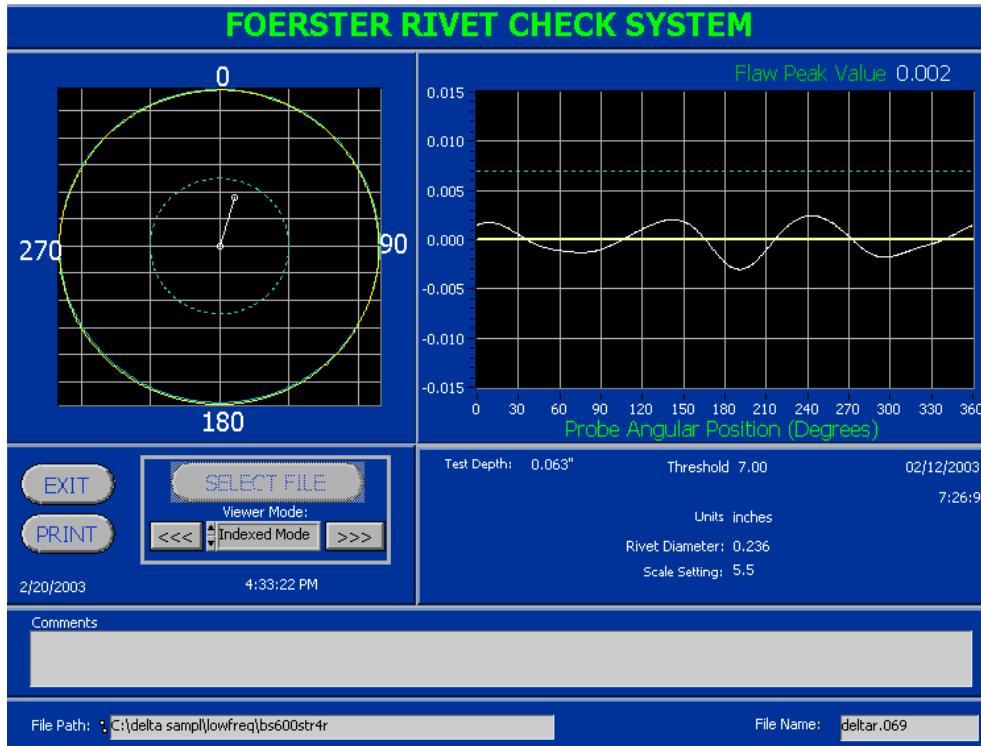 FOERSTER RIVET CHECK SYSTEM
0
270
90
180
Flaw Peak Value 0.002
0.015
0.010
0.005
0.000
-0.005
-0.010
-0.015
0 30 60 90 120 150 180 210 240 270 300 330 360
Probe Angular Position (Degrees)
EXIT
PRINT
SELECT FILE
Viewer Mode:
<<< Indexed Mode >>>
2/20/2003 4:33:22 PM
Test Depth: 0.063" Threshold 7.00 02/12/2003
7:26:9
Units inches
Rivet Diameter: 0.236
Scale Setting: 5.5
Comments
File Path: C:\delta sampl\lowfreq\bs600str4r File Name: deltar.069